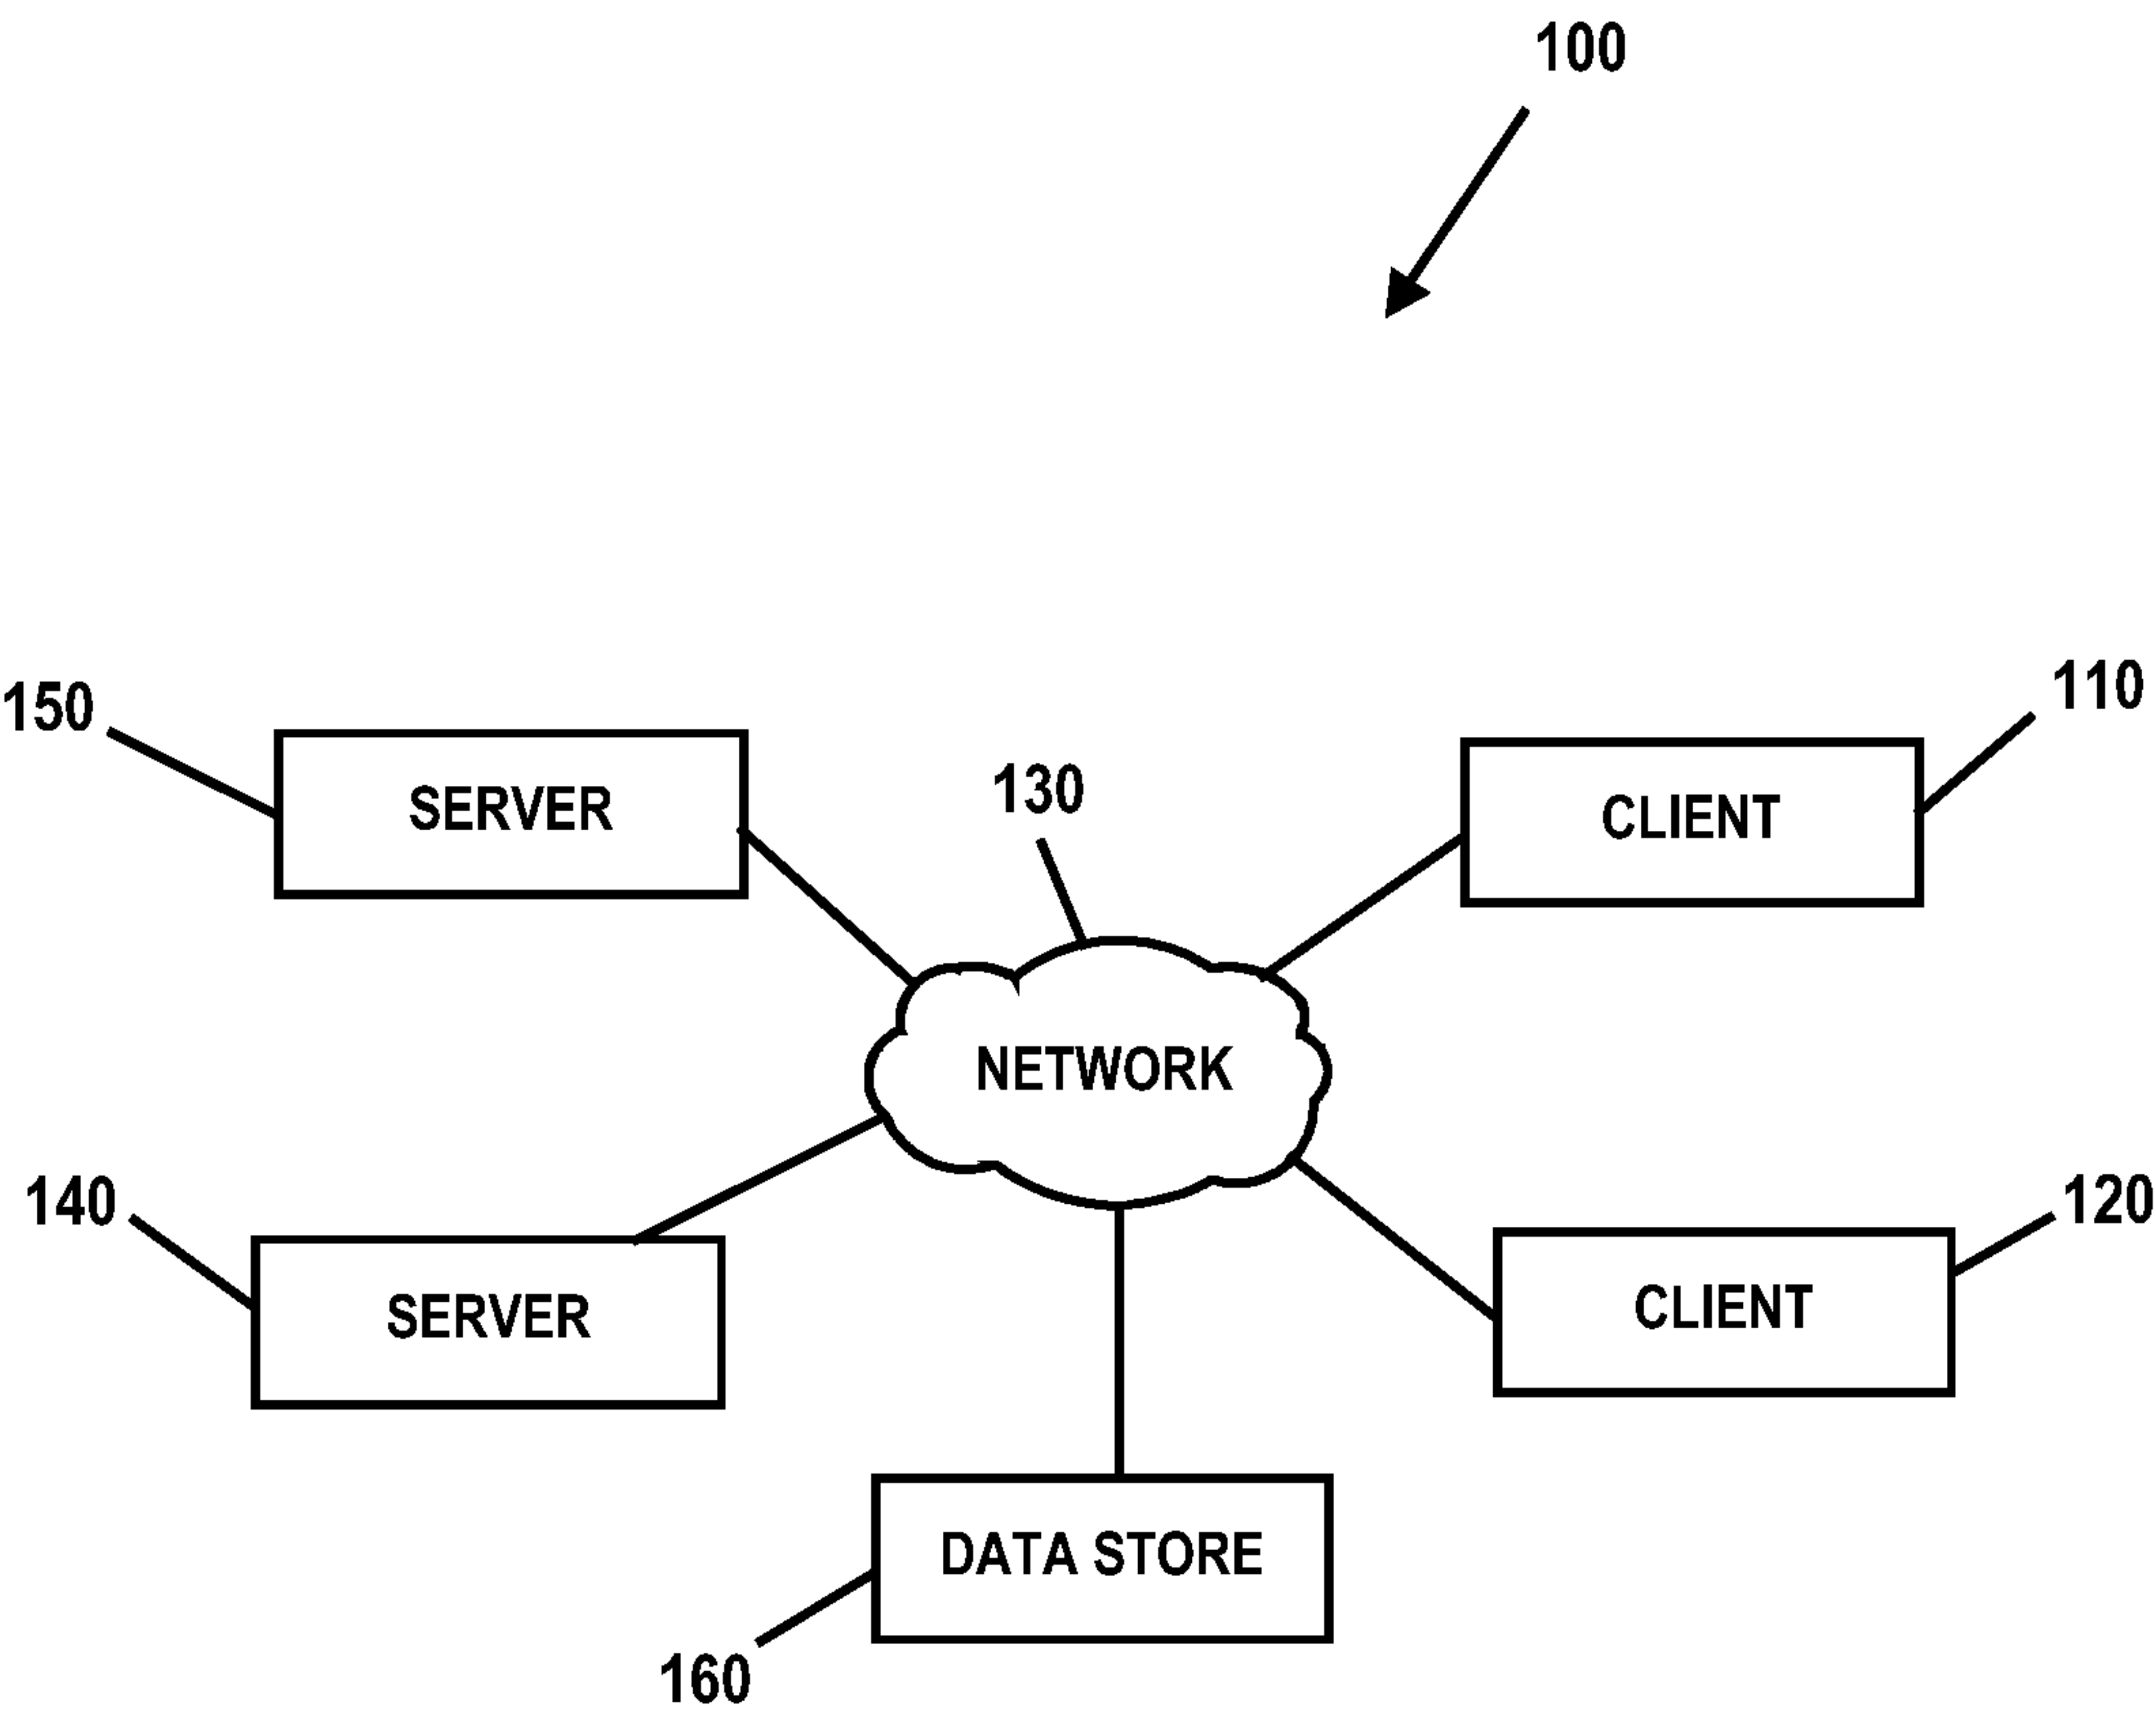 100
150
110
SERVER
130
CLIENT
NETWORK
140
120
SERVER
CLIENT
DATA STORE
160